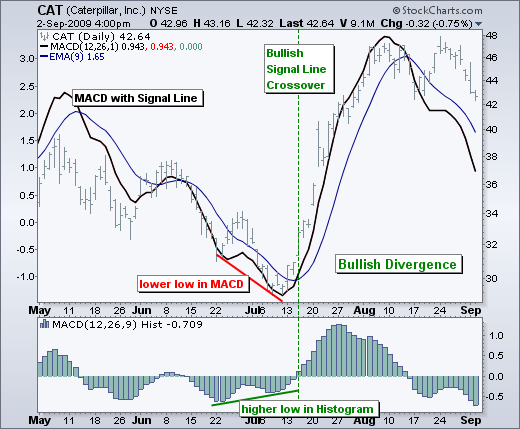 CAT (Caterpillar, Inc.) NYSE
© StockCharts.com
2-Sep-2009 4:00pm O 42.96 H 43.16 L 42.32 Last 42.64 V 9.1M Chg -0.32 (-0.75%)
CAT (Daily) 42.64
MACD(12,26,1) 0.943, 0.943, 0.000
EMA(9) 1.65
Bullish
Signal Line
Crossover
MACD with Signal Line
3.0
2.5
2.0
1.5
1.0
0.5
0.0
-0.5
-1.0
48
46
44
42
40
38
36
34
32
30
lower low in MACD
Bullish Divergence
May 11 18 26 Jun 8 15 22 Jul 6 13 20 27 Aug 10 17 24 Sep
MACD(12,26,9) Hist -0.709
1.0
0.5
0.0
-0.5
higher low in Histogram
May 11 18 26 Jun 8 15 22 Jul 6 13 20 27 Aug 10 17 24 Sep